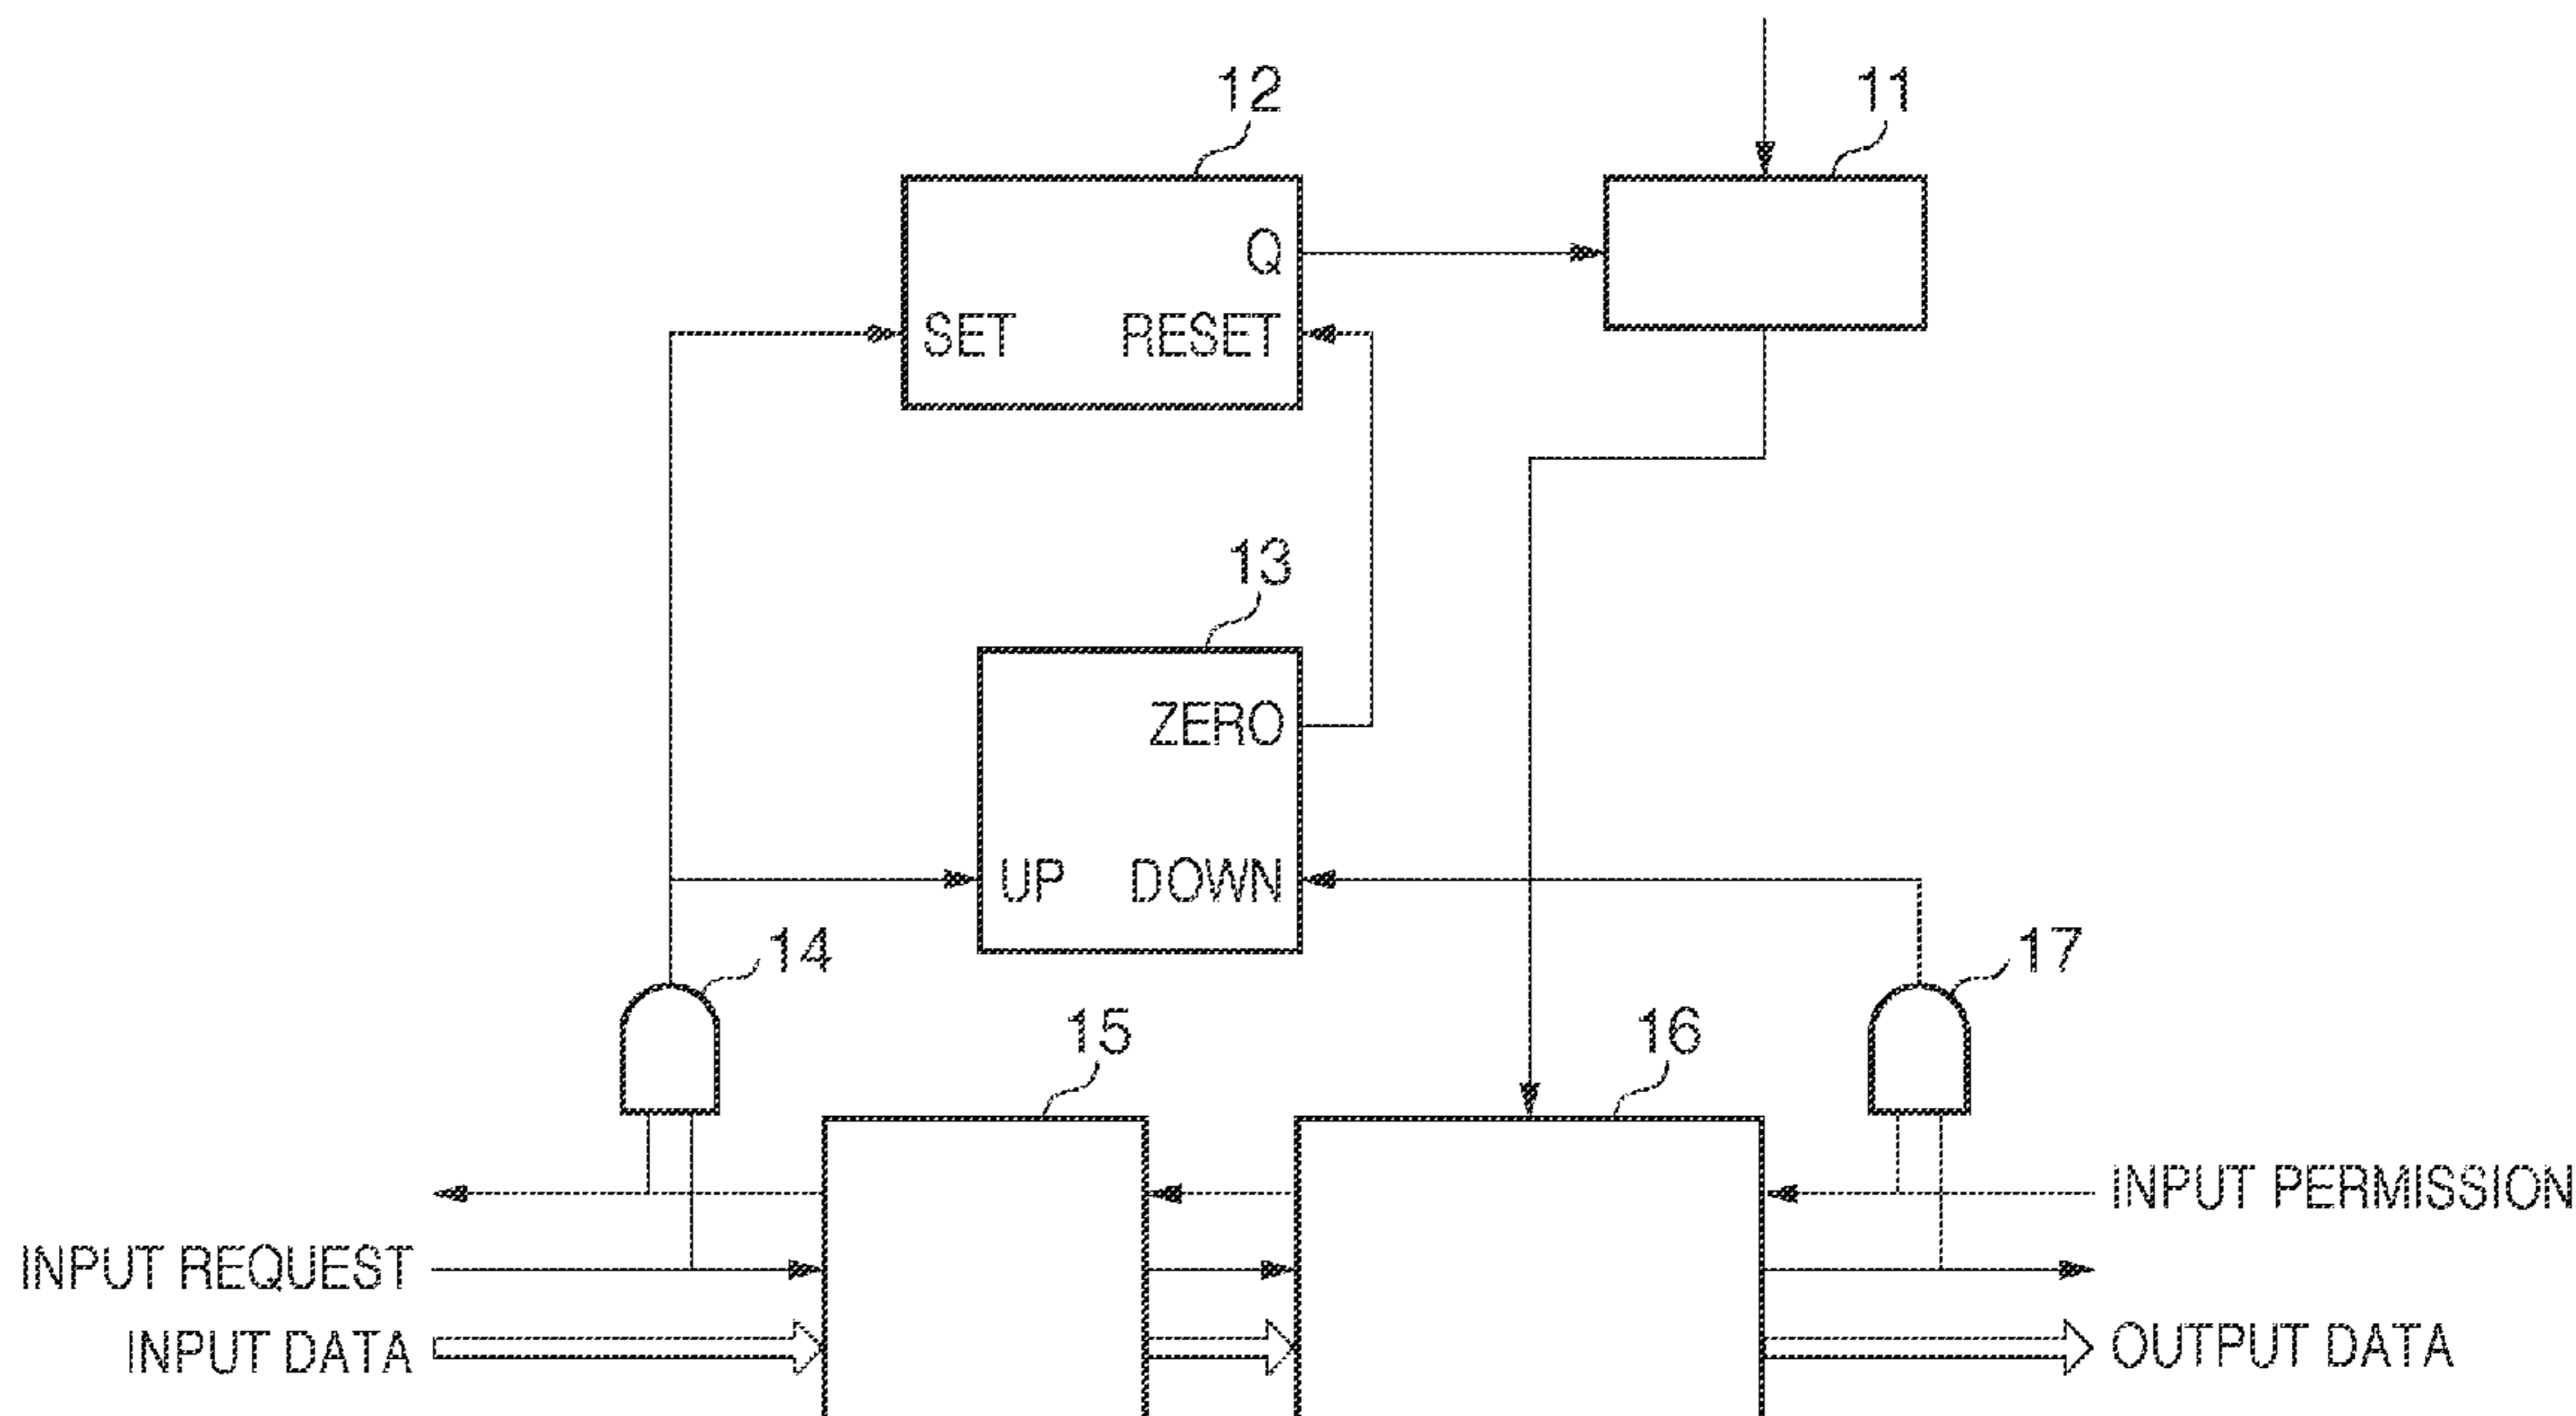 12
11
Q
SET RESET
13
ZERO
UP DOWN
14
17
15
16
INPUT PERMISSION
INPUT REQUEST
INPUT DATA
OUTPUT DATA